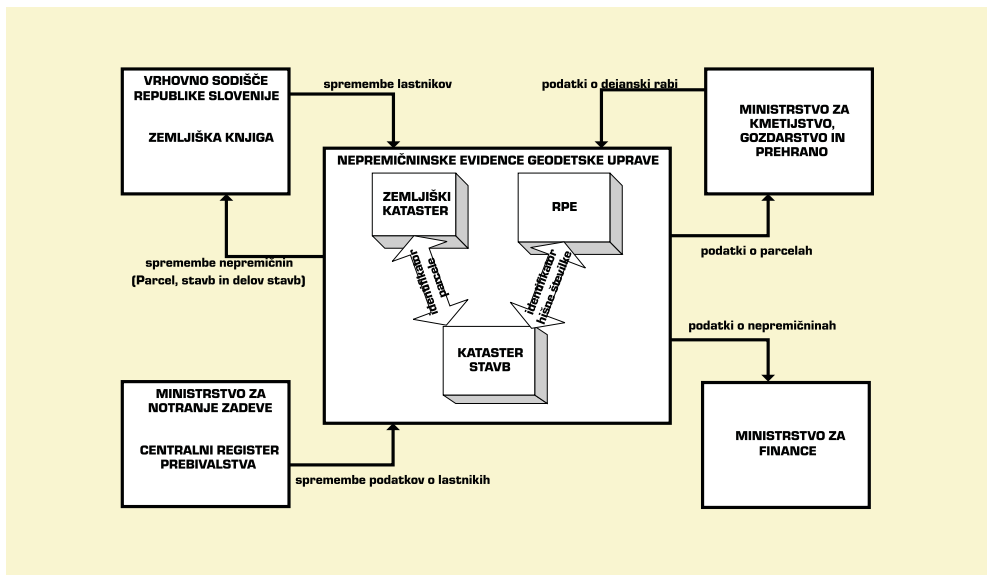 VRHOVNO SODIŠČE
REPUBLIKE SLOVENIJE
ZEMLJIŠKA KNJIGA
spremembe lastnikov
podatki o dejanski rabi
MINISTRSTVO ZA
KMETIJSTVO,
GOZDARSTVO IN
PREHRANO
NEPREMIČNINSKE EVIDENCE GEODETSKE UPRAVE
ZEMLJIŠKI
KATASTER
RPE
identifikator
parcele
identifikator
hišne številke
KATASTER
STAVB
spremembe nepremičnin
(Parcel, stavb in delov stavb)
podatki o parcelah
podatki o nepremičninah
MINISTRSTVO ZA
NOTRANJE ZADEVE
CENTRALNI REGISTER
PREBIVALSTVA
spremembe podatkov o lastnikih
MINISTRSTVO ZA
FINANCE